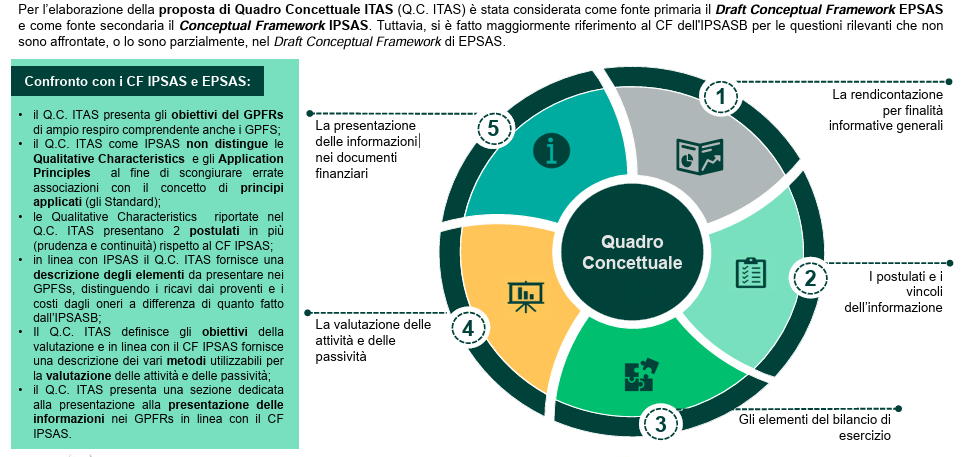 Per l’elaborazione della proposta di Quadro Concettuale ITAS (Q.C. ITAS) è stata considerata come fonte primaria il Draft Conceptual Framework EPSAS
e come fonte secondaria il Conceptual Framework IPSAS. Tuttavia, si è fatto maggiormente riferimento al CF dell'IPSASB per le questioni rilevanti che non
sono affrontate, o lo sono parzialmente, nel Draft Conceptual Framework di EPSAS.
Confronto con i CF IPSAS e EPSAS:
• il Q.C. ITAS presenta gli obiettivi del GPFRs
di ampio respiro comprendente anche i GPFS;
• il Q.C. ITAS come IPSAS non distingue le
Qualitative Characteristics e gli Application
Principles al fine di scongiurare errate
associazioni con il concetto di principi
applicati (gli Standard);
• le Qualitative Characteristics riportate nel
Q.C. ITAS presentano 2 postulati in più
(prudenza e continuità) rispetto al CF IPSAS;
• in linea con IPSAS il Q.C. ITAS fornisce una
descrizione degli elementi da presentare nei
GPFSs, distinguendo i ricavi dai proventi e i
costi dagli oneri a differenza di quanto fatto
dall’IPSASB;
• Il Q.C. ITAS definisce gli obiettivi della
valutazione e in linea con il CF IPSAS fornisce
una descrizione dei vari metodi utilizzabili per
la valutazione delle attività e delle passività;
• il Q.C. ITAS presenta una sezione dedicata
alla presentazione alla presentazione delle
informazioni nei GPFRs in linea con il CF
IPSAS.
Quadro
Concettuale
1
La rendicontazione
per finalità
informative generali
2
I postulati e i
vincoli
dell’informazione
3
Gli elementi del bilancio di
esercizio
4
La valutazione delle
attività e delle
passività
5
La presentazione
delle informazioni
nei documenti
finanziari